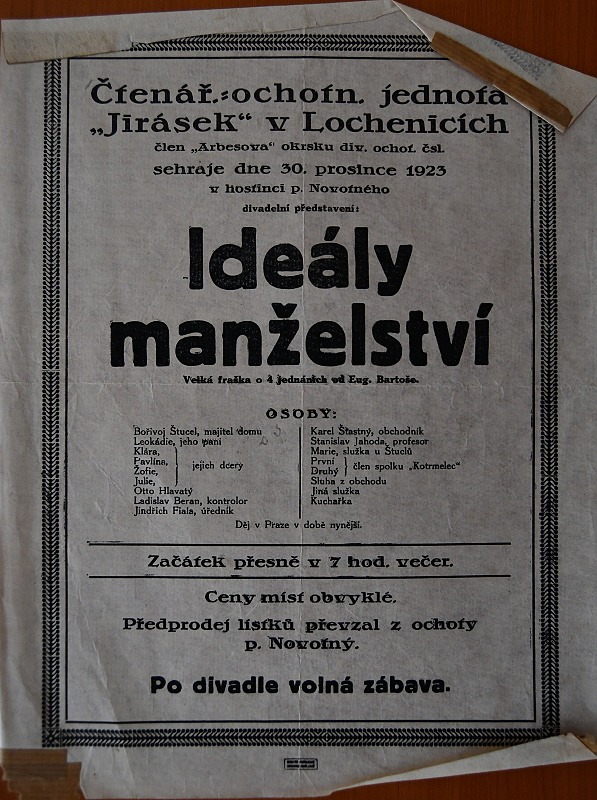 Čtenář.-ochotn. jednota
„Jirásek“ v Lochenicích
člen „Arbesova“ okrsku div. ochot. čsl.
sehraje dne 30. prosince 1923
v hostinci p. Novotného
divadelní představení:
Ideály
manželství
Velká fraška o 4 jednáních od Eug. Bartoše.
OSOBY:
Bořivoj Štucel, majitel domu
Leokádie, jeho paní
Klára,
Pavlína,
Žofie,
Julie,
jejich dcery
Otto Hlavatý
Ladislav Beran, kontrolor
Jindřich Fiala, úředník
Karel Šťastný, obchodník
Stanislav Jahoda, profesor
Marie, služka u Štuclů
První
Druhý
člen spolku „Kotrmelec“
Sluha z obchodu
Jiná služka
Kuchařka
Děj v Praze v době nynější.
Začátek přesně v 7 hod. večer.
Ceny míst obvyklé.
Předprodej lístků převzal z ochoty
p. Novotný.
Po divadle volná zábava.